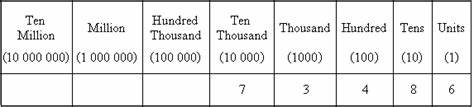 Ten Million Million Hundred Thousand Ten Thousand Thousand Hundred Tens Units
(10 000 000) (1 000 000) (100 000) (10 000) (1000) (100) (10) (1)
7 3 4 8 6